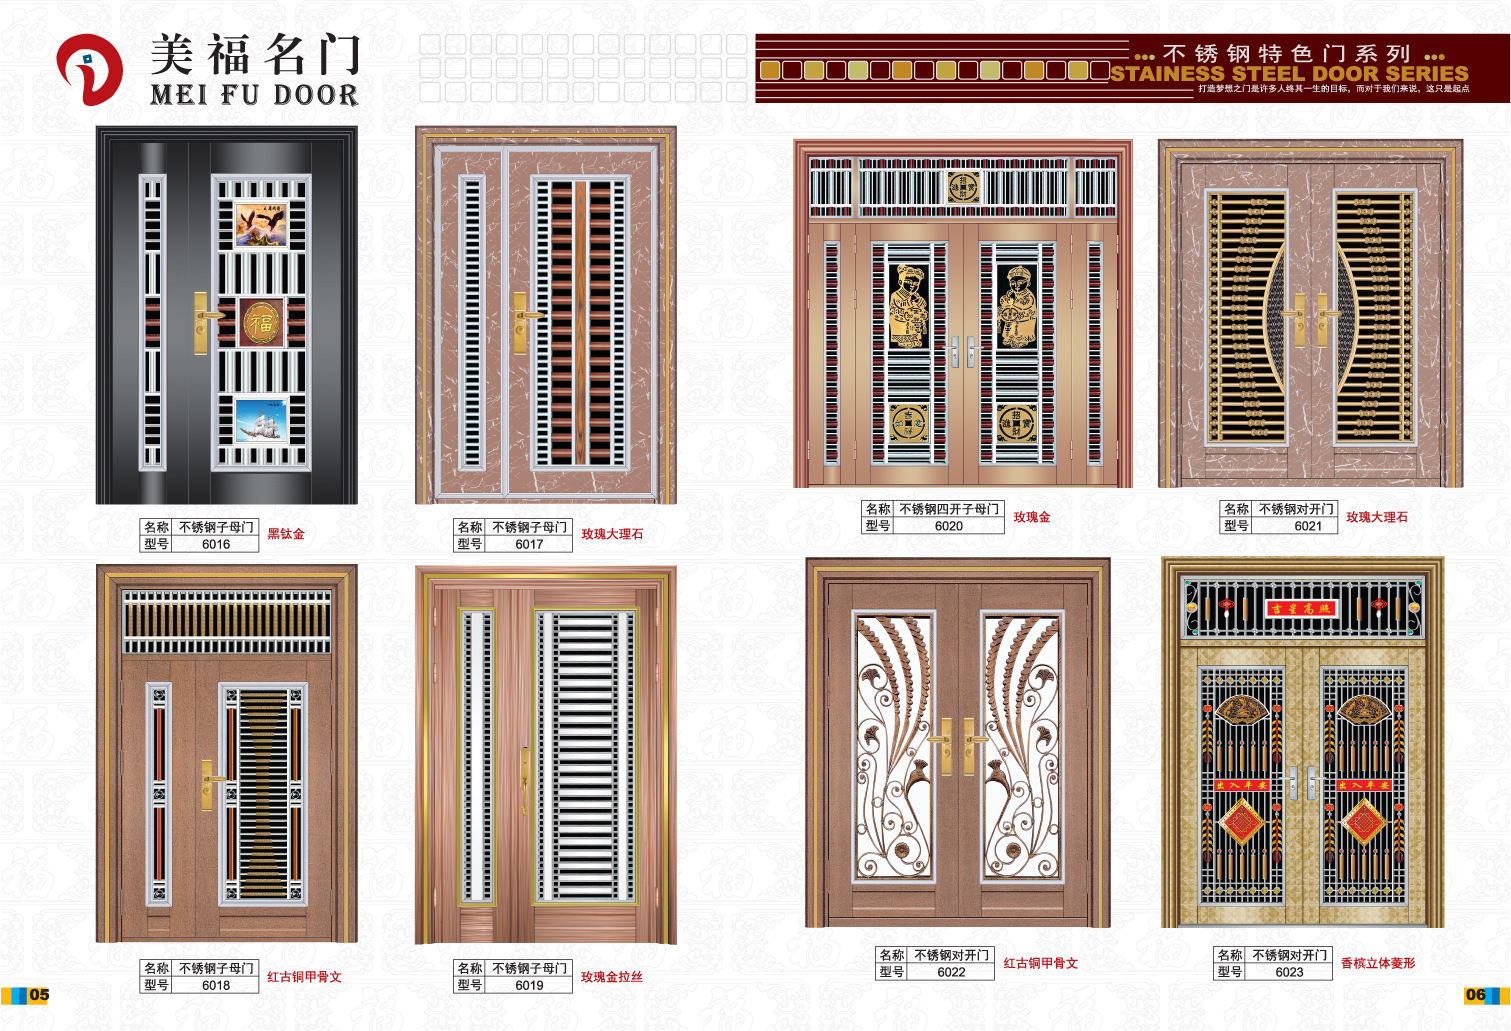 美福名门
MEI FU DOOR
不锈钢特色门系列
STAINESS STEEL DOOR SERIES
打造梦想之门是许多人终其一生的目标，而对于我们来说，这只是起点
福
名称 不锈钢子母门
型号 6016
黑钛金
名称 不锈钢子母门
型号 6017
玫瑰大理石
招财
吉
招财
名称 不锈钢四开子母门
型号 6020
玫瑰金
名称 不锈钢对开门
型号 6021
玫瑰大理石
吉星高照
出入平安
出入平安
名称 不锈钢子母门
型号 6018
红古铜甲骨文
名称 不锈钢子母门
型号 6019
玫瑰金拉丝
名称 不锈钢对开门
型号 6022
红古铜甲骨文
名称 不锈钢对开门
型号 6023
香槟立体菱形
05
06